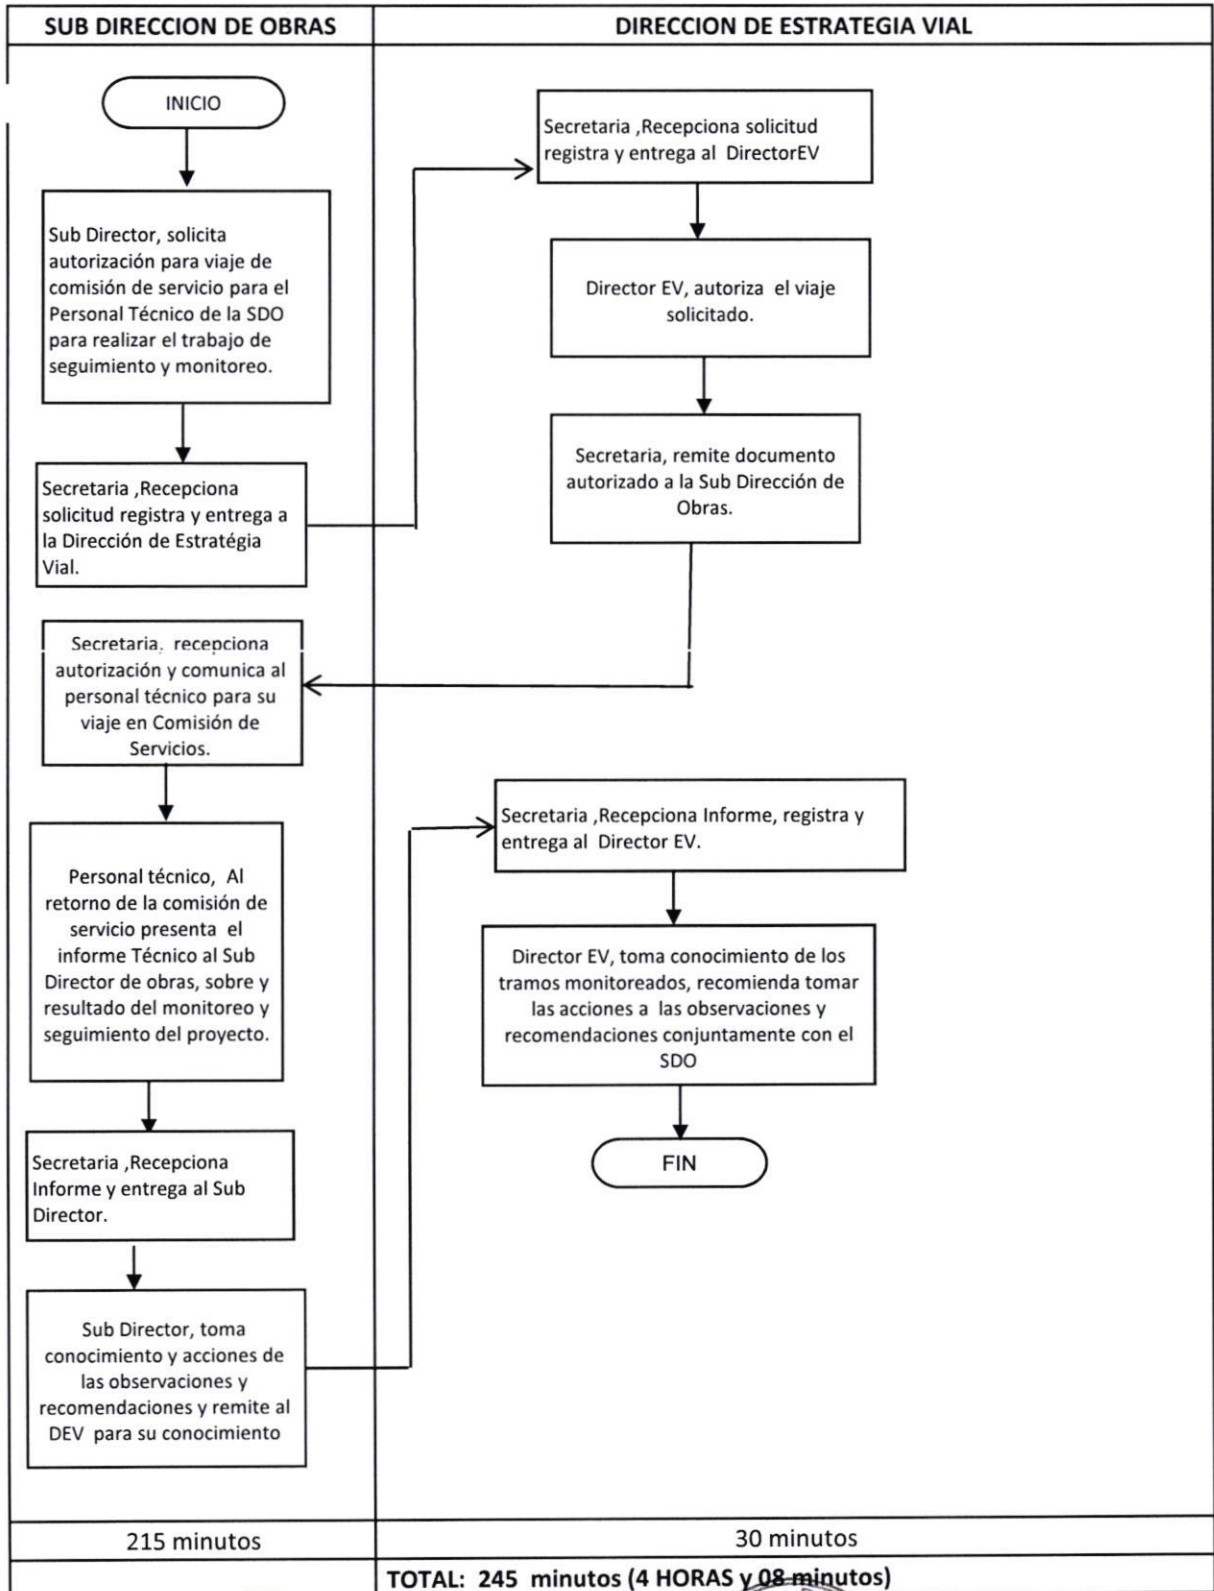 SUB DIRECCION DE OBRAS
DIRECCION DE ESTRATEGIA VIAL
INICIO
Sub Director, solicita
autorización para viaje de
comisión de servicio para el
Personal Técnico de la SDO
para realizar el trabajo de
seguimiento y monitoreo.
Secretaria ,Recepciona
solicitud registra y entrega a
la Dirección de Estratégia
Vial.
Secretaria ,Recepciona solicitud
registra y entrega al DirectorEV
Director EV, autoriza el viaje
solicitado.
Secretaria, remite documento
autorizado a la Sub Dirección de
Obras.
Secretaria, recepciona
autorización y comunica al
personal técnico para su
viaje en Comisión de
Servicios.
Personal técnico, Al
retorno de la comisión de
servicio presenta el
informe Técnico al Sub
Director de obras, sobre y
resultado del monitoreo y
seguimiento del proyecto.
Secretaria ,Recepciona
Informe y entrega al Sub
Director.
Sub Director, toma
conocimiento y acciones de
las observaciones y
recomendaciones y remite al
DEV para su conocimiento
Secretaria ,Recepciona Informe, registra y
entrega al Director EV.
Director EV, toma conocimiento de los
tramos monitoreados, recomienda tomar
las acciones a las observaciones y
recomendaciones conjuntamente con el
SDO
FIN
215 minutos
30 minutos
TOTAL: 245 minutos (4 HORAS y 08 minutos)